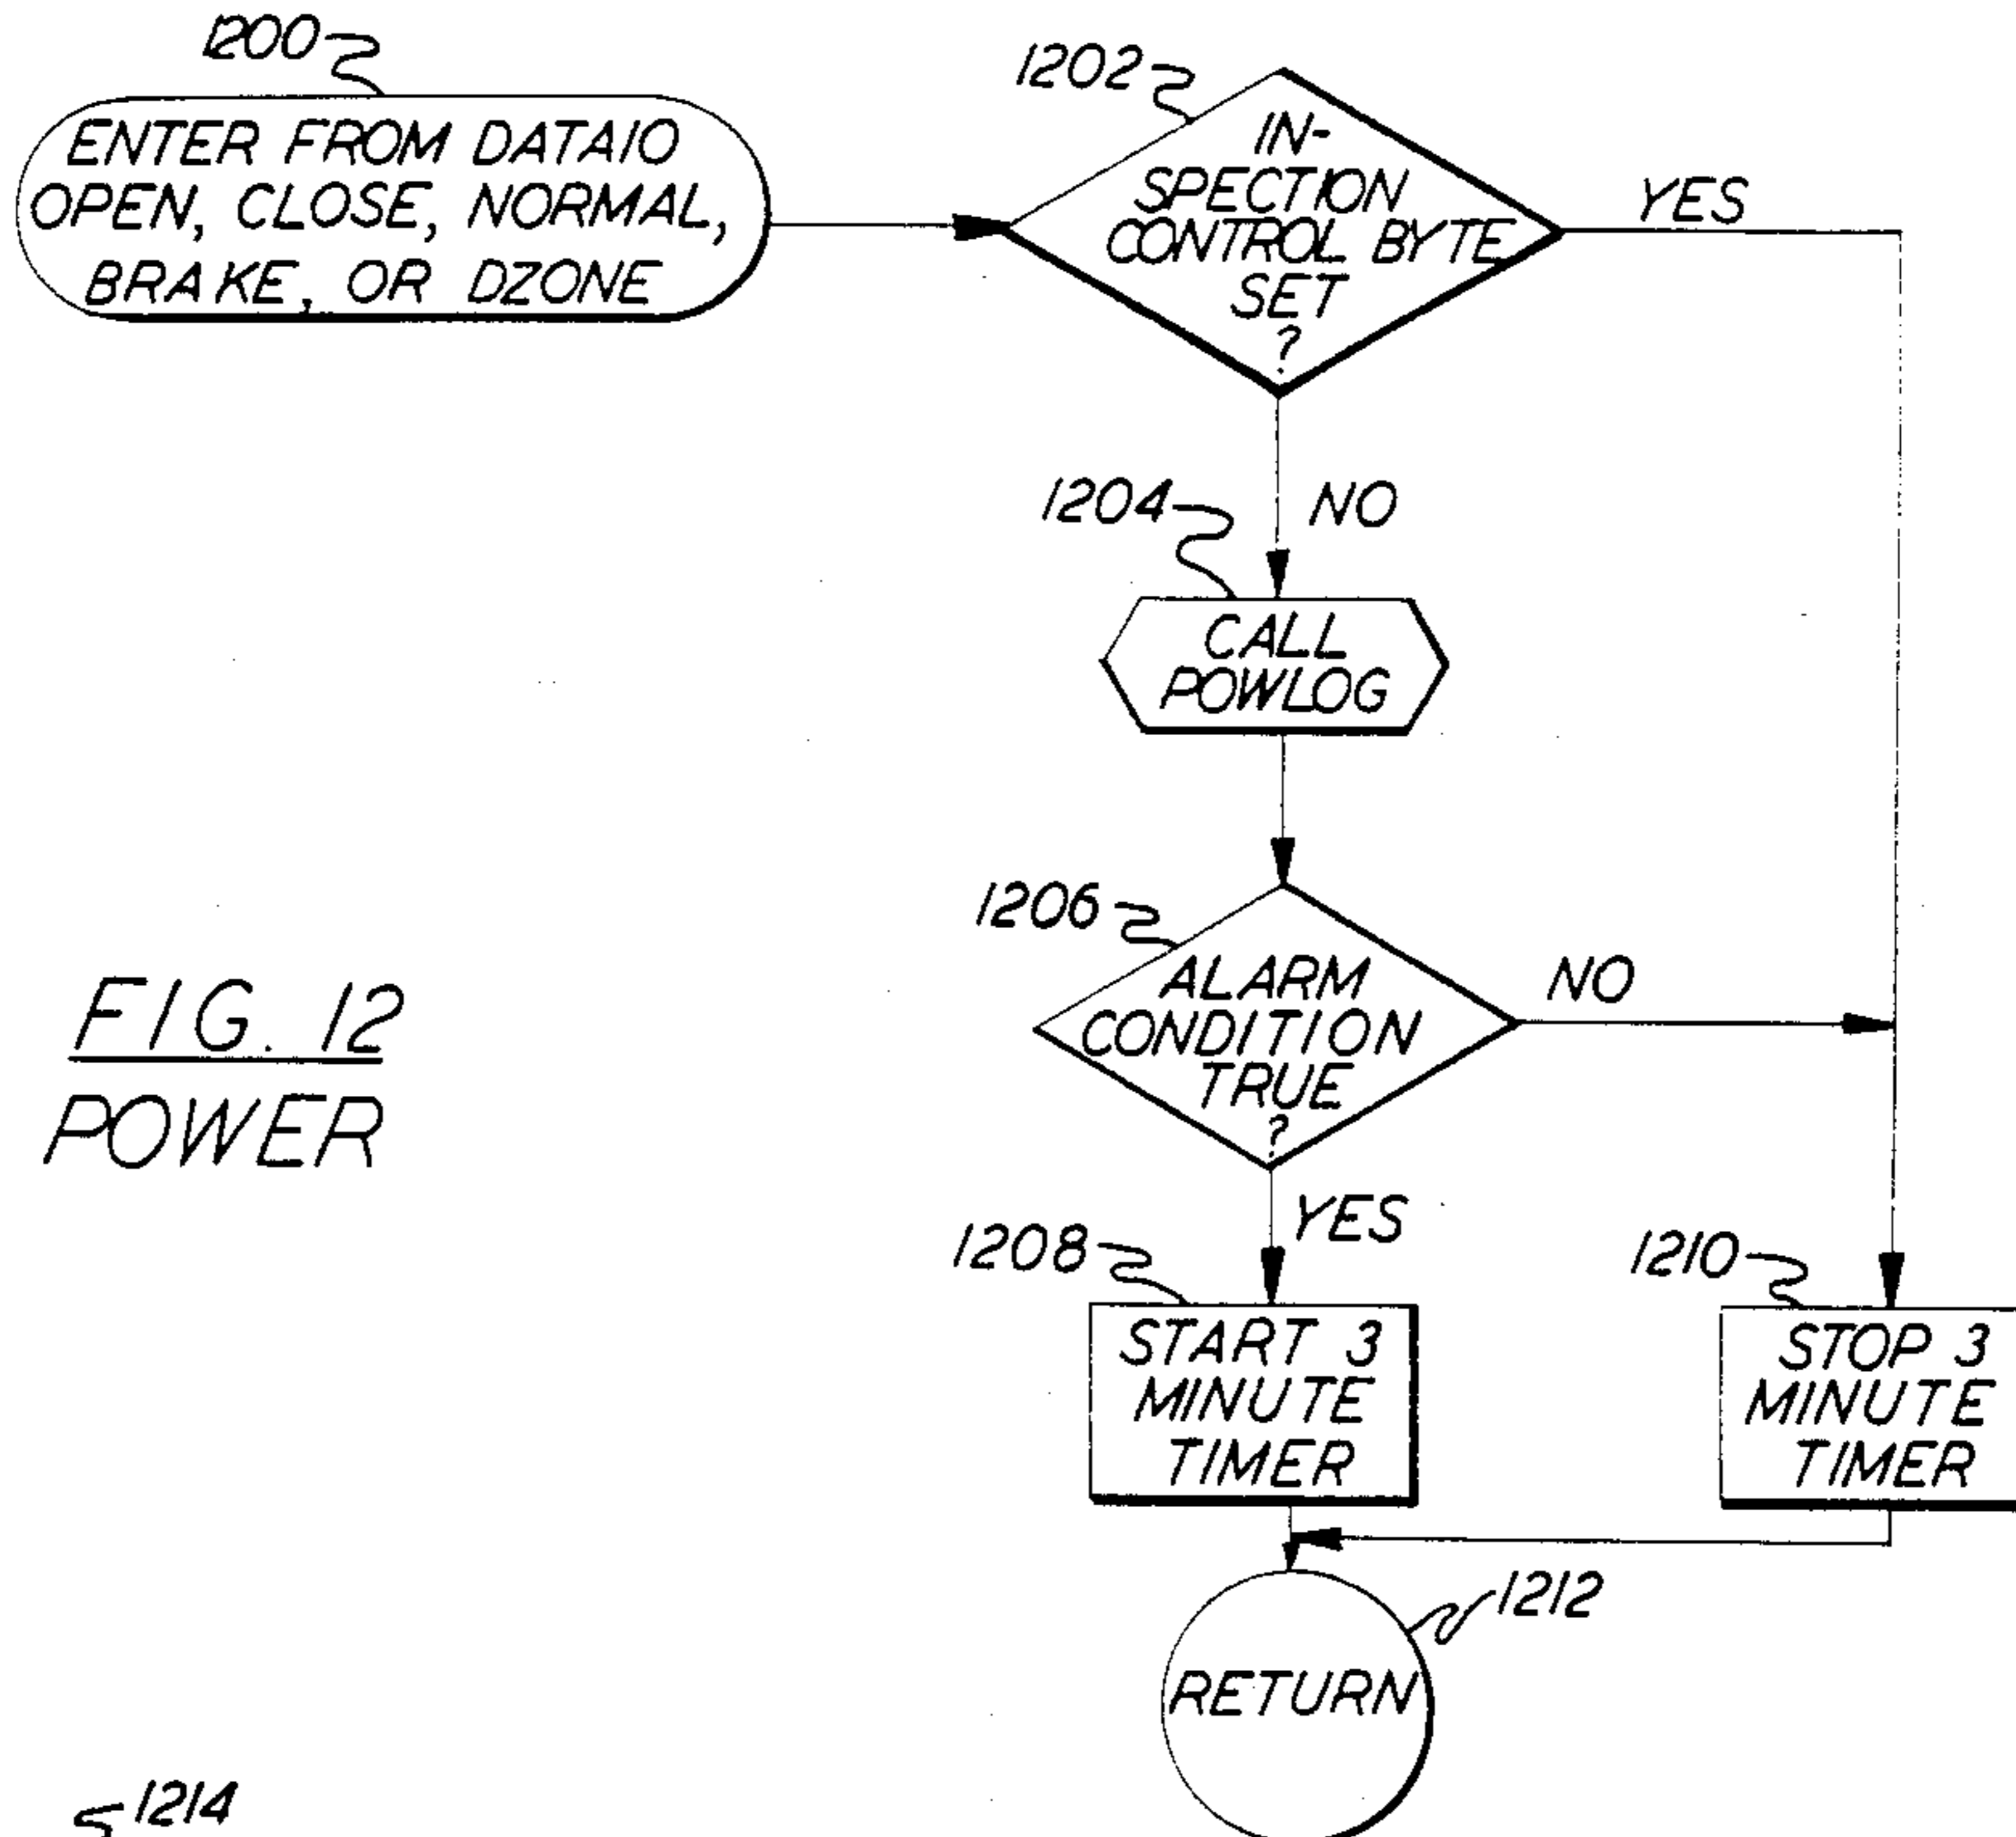 1200
ENTER FROM DATAIO
OPEN, CLOSE, NORMAL,
BRAKE, OR DZONE
1202
IN-
SPECTION
CONTROL BYTE
SET
?
YES
NO
1204
CALL
POWLOG
1206
ALARM
CONDITION
TRUE
?
NO
YES
FIG. 12
POWER
1208
START 3
MINUTE
TIMER
1210
STOP 3
MINUTE
TIMER
1212
RETURN
1214